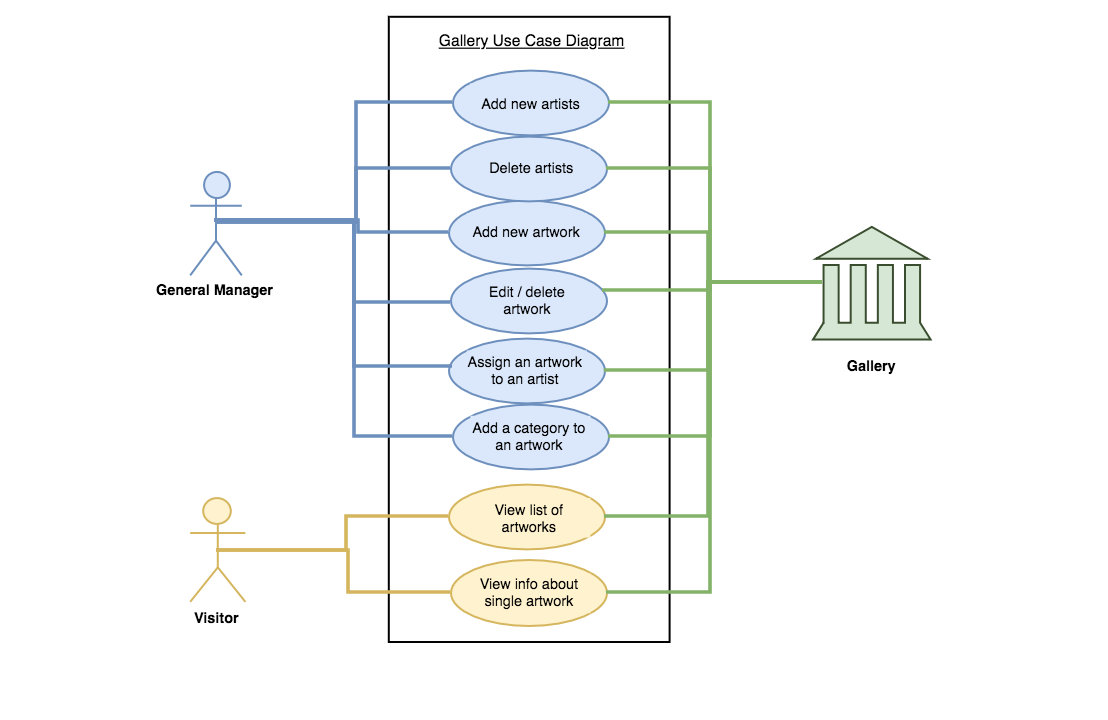 Gallery Use Case Diagram
Add new artists
Delete artists
Add new artwork
Edit / delete
artwork
Assign an artwork
to an artist
Add a category to
an artwork
View list of
artworks
View info about
single artwork
General Manager
Visitor
Gallery